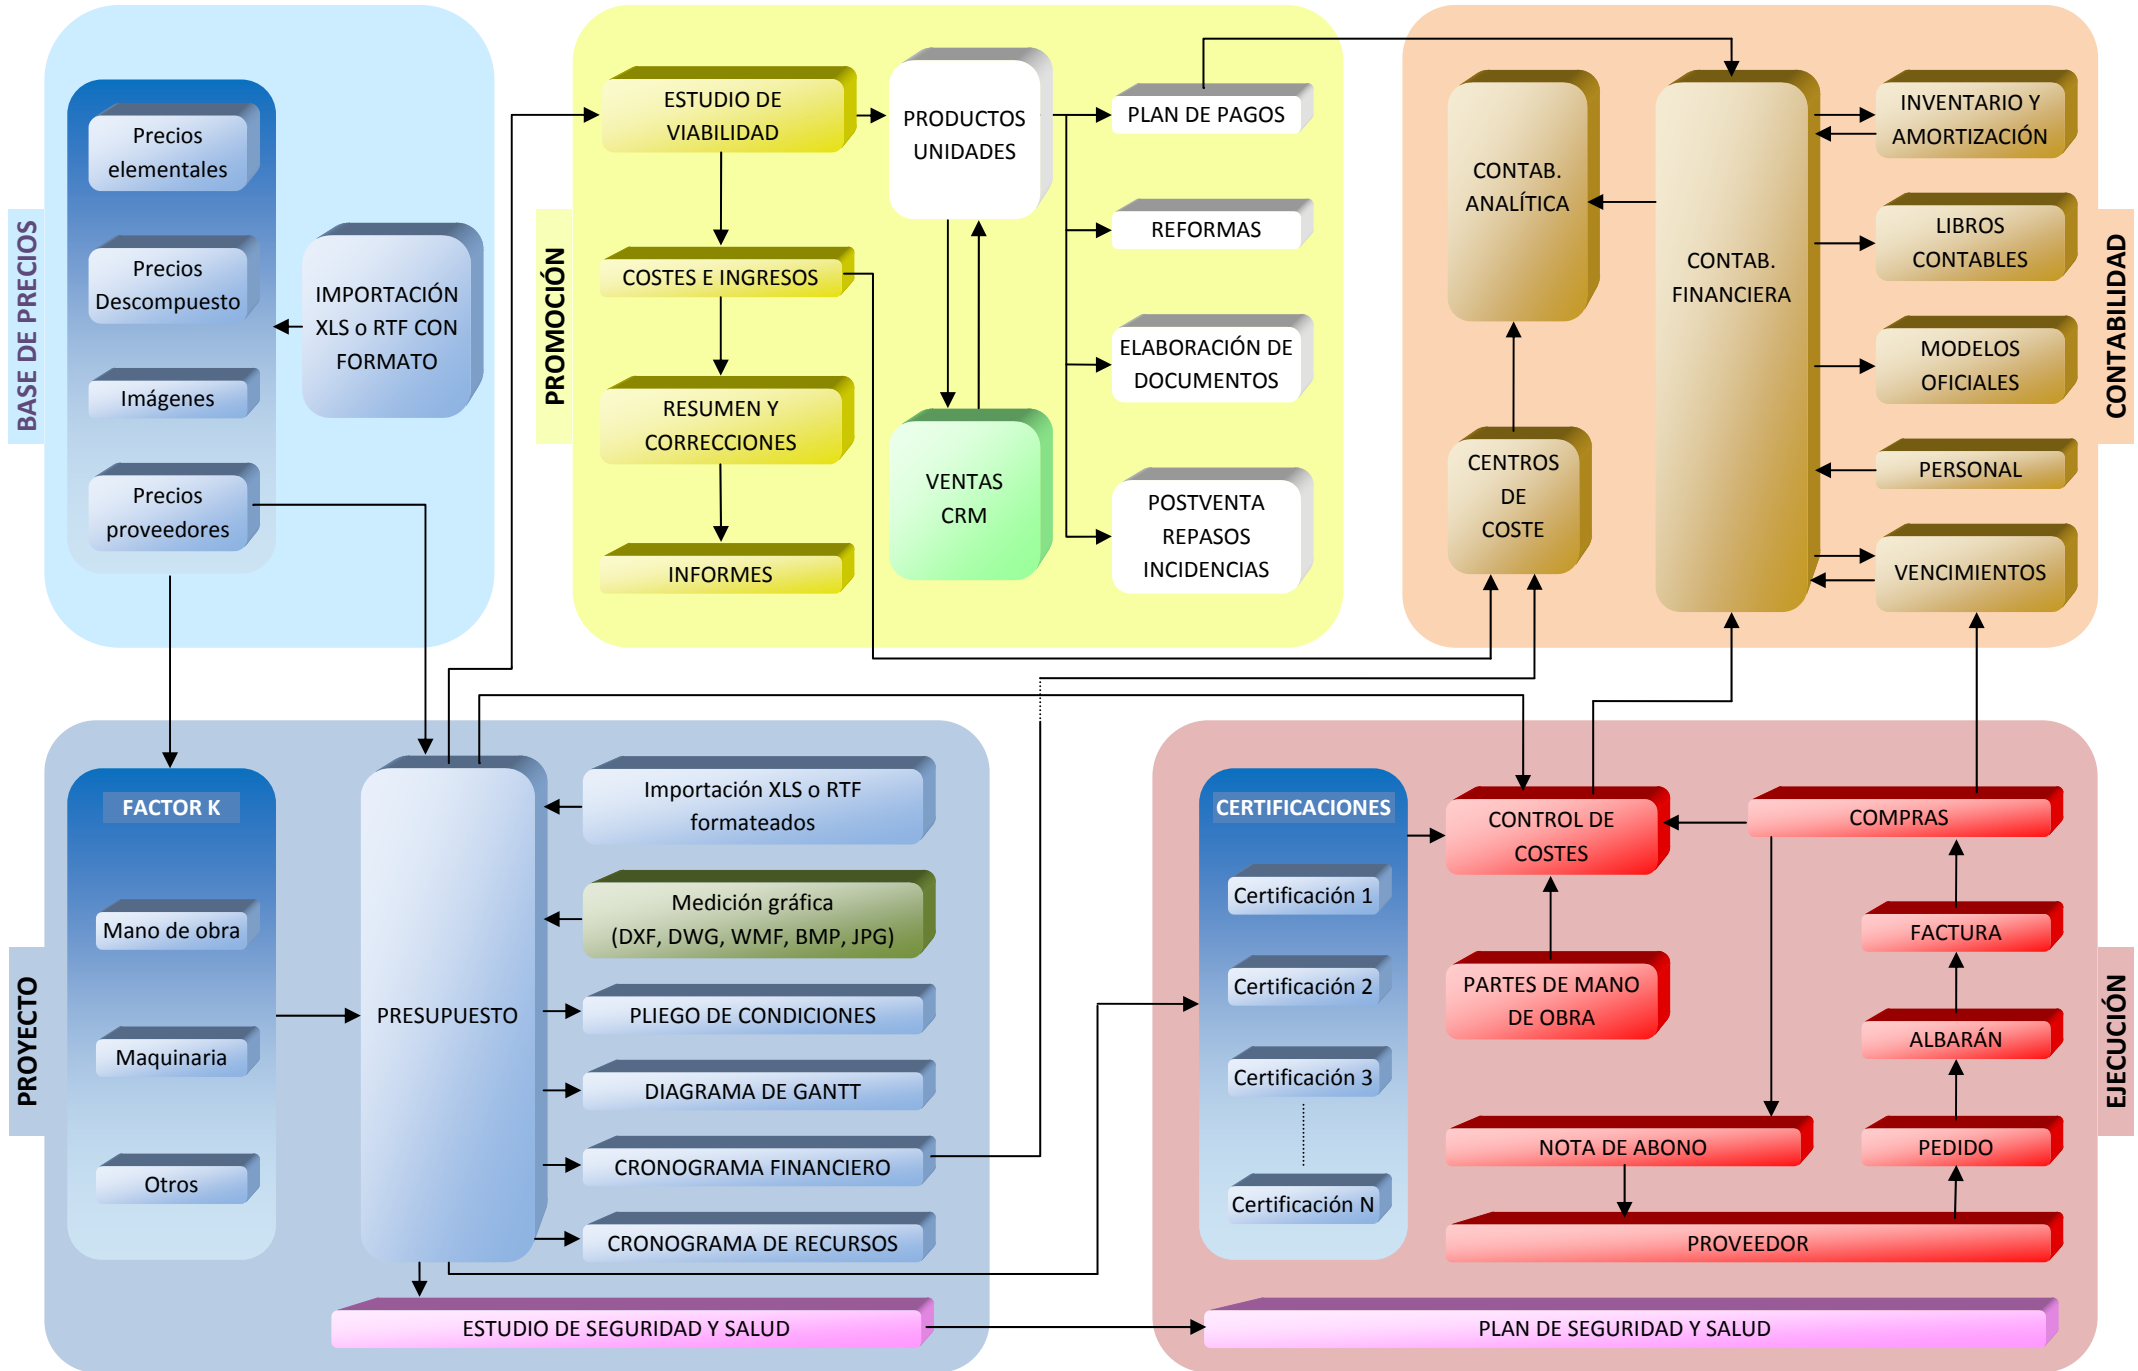 BASE DE PRECIOS
Precios
elementales
Precios
Descompuesto
Imágenes
Precios
proveedores
IMPORTACIÓN
XLS o RTF CON
FORMATO
PROMOCIÓN
ESTUDIO DE
VIABILIDAD
COSTES E INGRESOS
RESUMEN Y
CORRECCIONES
INFORMES
PRODUCTOS
UNIDADES
VENTAS
CRM
PLAN DE PAGOS
REFORMAS
ELABORACIÓN DE
DOCUMENTOS
POSTVENTA
REPASOS
INCIDENCIAS
CONTABILIDAD
CONTAB.
ANALÍTICA
CENTROS
DE
COSTE
CONTAB.
FINANCIERA
INVENTARIO Y
AMORTIZACIÓN
LIBROS
CONTABLES
MODELOS
OFICIALES
PERSONAL
VENCIMIENTOS
PROYECTO
FACTOR K
Mano de obra
Maquinaria
Otros
PRESUPUESTO
Importación XLS o RTF
formateados
Medición gráfica
(DXF, DWG, WMF, BMP, JPG)
PLIEGO DE CONDICIONES
DIAGRAMA DE GANTT
CRONOGRAMA FINANCIERO
CRONOGRAMA DE RECURSOS
ESTUDIO DE SEGURIDAD Y SALUD
EJECUCIÓN
CERTIFICACIONES
Certificación 1
Certificación 2
Certificación 3
Certificación N
CONTROL DE
COSTES
PARTES DE MANO
DE OBRA
COMPRAS
FACTURA
ALBARÁN
PEDIDO
NOTA DE ABONO
PROVEEDOR
PLAN DE SEGURIDAD Y SALUD